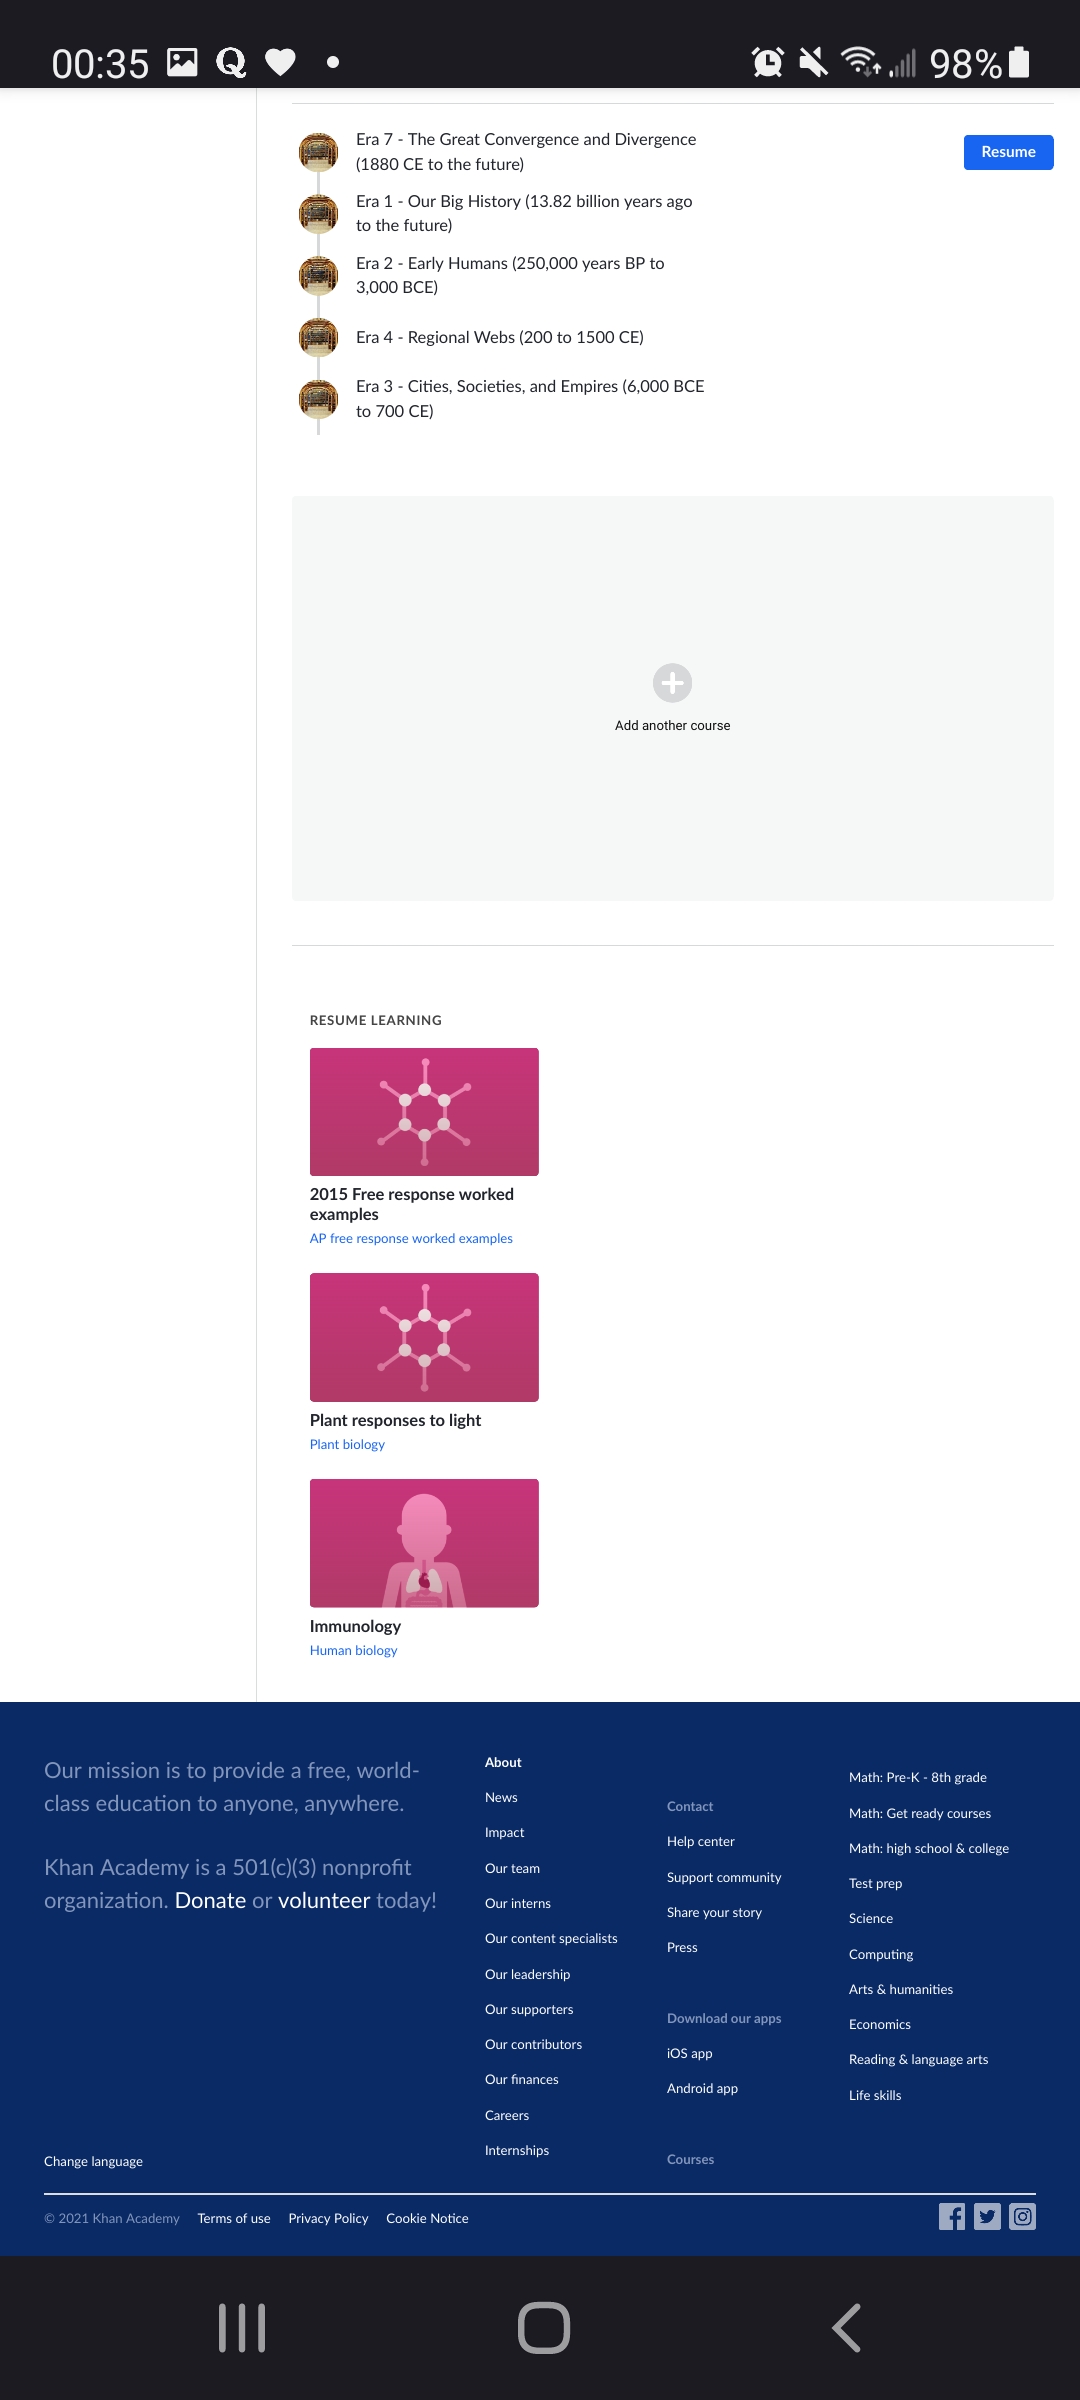 00:35
98%
Era 7 - The Great Convergence and Divergence
(1880 CE to the future)
Resume
Era 1 - Our Big History (13.82 billion years ago
to the future)
Era 2 - Early Humans (250,000 years BP to
3,000 BCE)
Era 4 - Regional Webs (200 to 1500 CE)
Era 3 - Cities, Societies, and Empires (6,000 BCE
to 700 CE)
Add another course
RESUME LEARNING
2015 Free response worked
examples
AP free response worked examples
Plant responses to light
Plant biology
Immunology
Human biology
Our mission is to provide a free, world-
class education to anyone, anywhere.
Khan Academy is a 501(c)(3) nonprofit
organization. Donate or volunteer today!
Change language
About
News
Impact
Our team
Our interns
Our content specialists
Our leadership
Our supporters
Our contributors
Our finances
Careers
Internships
Contact
Help center
Support community
Share your story
Press
Download our apps
iOS app
Android app
Courses
Math: Pre-K - 8th grade
Math: Get ready courses
Math: high school & college
Test prep
Science
Computing
Arts & humanities
Economics
Reading & language arts
Life skills
© 2021 Khan Academy Terms of use Privacy Policy Cookie Notice